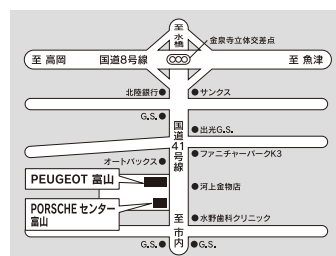 至水橋
金泉寺立体交差点
至 高岡
国道8号線
至 魚津
北陸銀行
サンクス
G.S.
国道41号線
出光G.S.
ファニチャーパークK3
オートバックス
PEUGEOT 富山
河上金物店
PORSCHE センター
富山
至市内
水野歯科クリニック
G.S.
G.S.